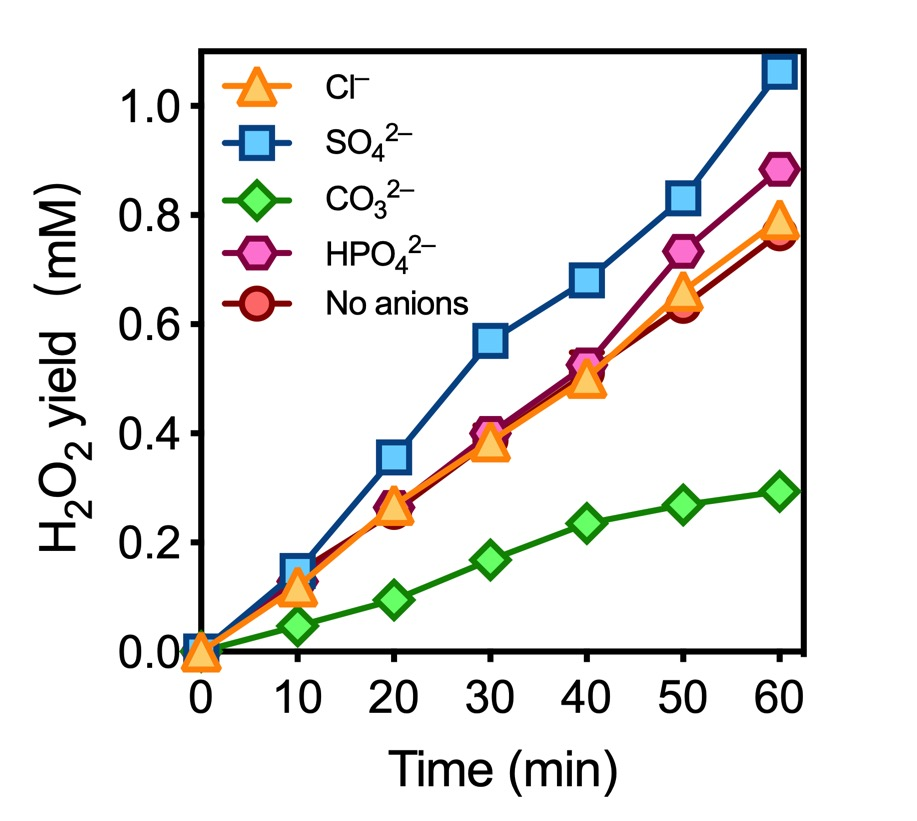 Cl⁻
SO₄²⁻
CO₃²⁻
HPO₄²⁻
No anions
H₂O₂ yield (mM)
1.0
0.8
0.6
0.4
0.2
0.0
0 10 20 30 40 50 60
Time (min)